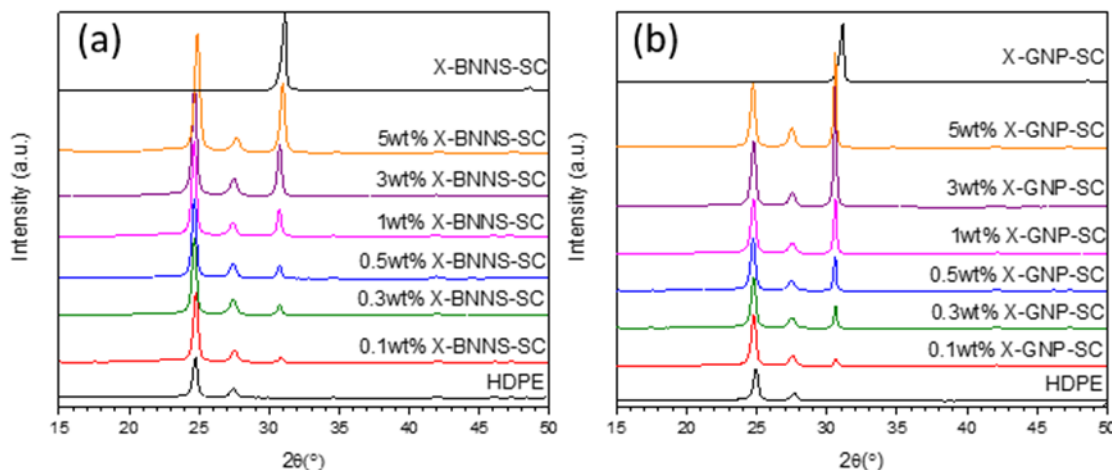 (a)
X-BNNS-SC
5wt% X-BNNS-SC
3wt% X-BNNS-SC
1wt% X-BNNS-SC
0.5wt% X-BNNS-SC
0.3wt% X-BNNS-SC
0.1wt% X-BNNS-SC
HDPE
Intensity (a.u.)
15 20 25 30 35 40 45 50
2θ(°)
(b)
X-GNP-SC
5wt% X-GNP-SC
3wt% X-GNP-SC
1wt% X-GNP-SC
0.5wt% X-GNP-SC
0.3wt% X-GNP-SC
0.1wt% X-GNP-SC
HDPE
Intensity (a.u.)
15 20 25 30 35 40 45 50
2θ(°)